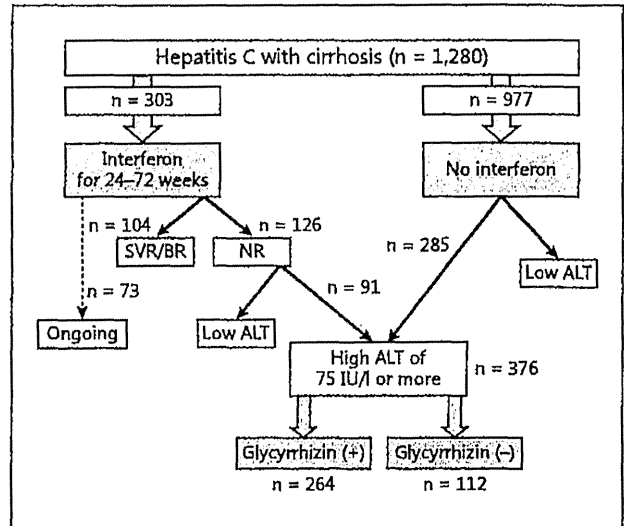 Hepatitis C with cirrhosis (n = 1,280)
n = 303
n = 977
Interferon
for 24–72 weeks
No interferon
n = 104
n = 126
SVR/BR
NR
n = 285
Low ALT
n = 73
n = 91
Ongoing
Low ALT
High ALT of
75 IU/l or more
n = 376
Glycyrrhizin (+)
Glycyrrhizin (–)
n = 264
n = 112